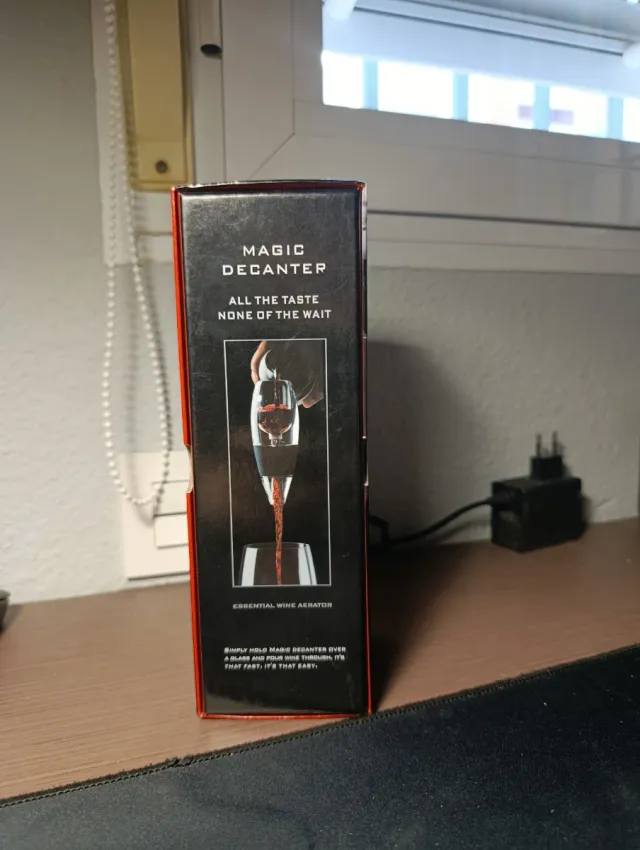 MAGIC
DECANTER
ALL THE TASTE
NONE OF THE WAIT
ESSENTIAL WINE AERATOR
SIMPLY HOLD MAGIC DECANTER OVER
A GLASS AND POUR WINE THROUGH, IT'S
THAT FAST, IT'S THAT EASY;